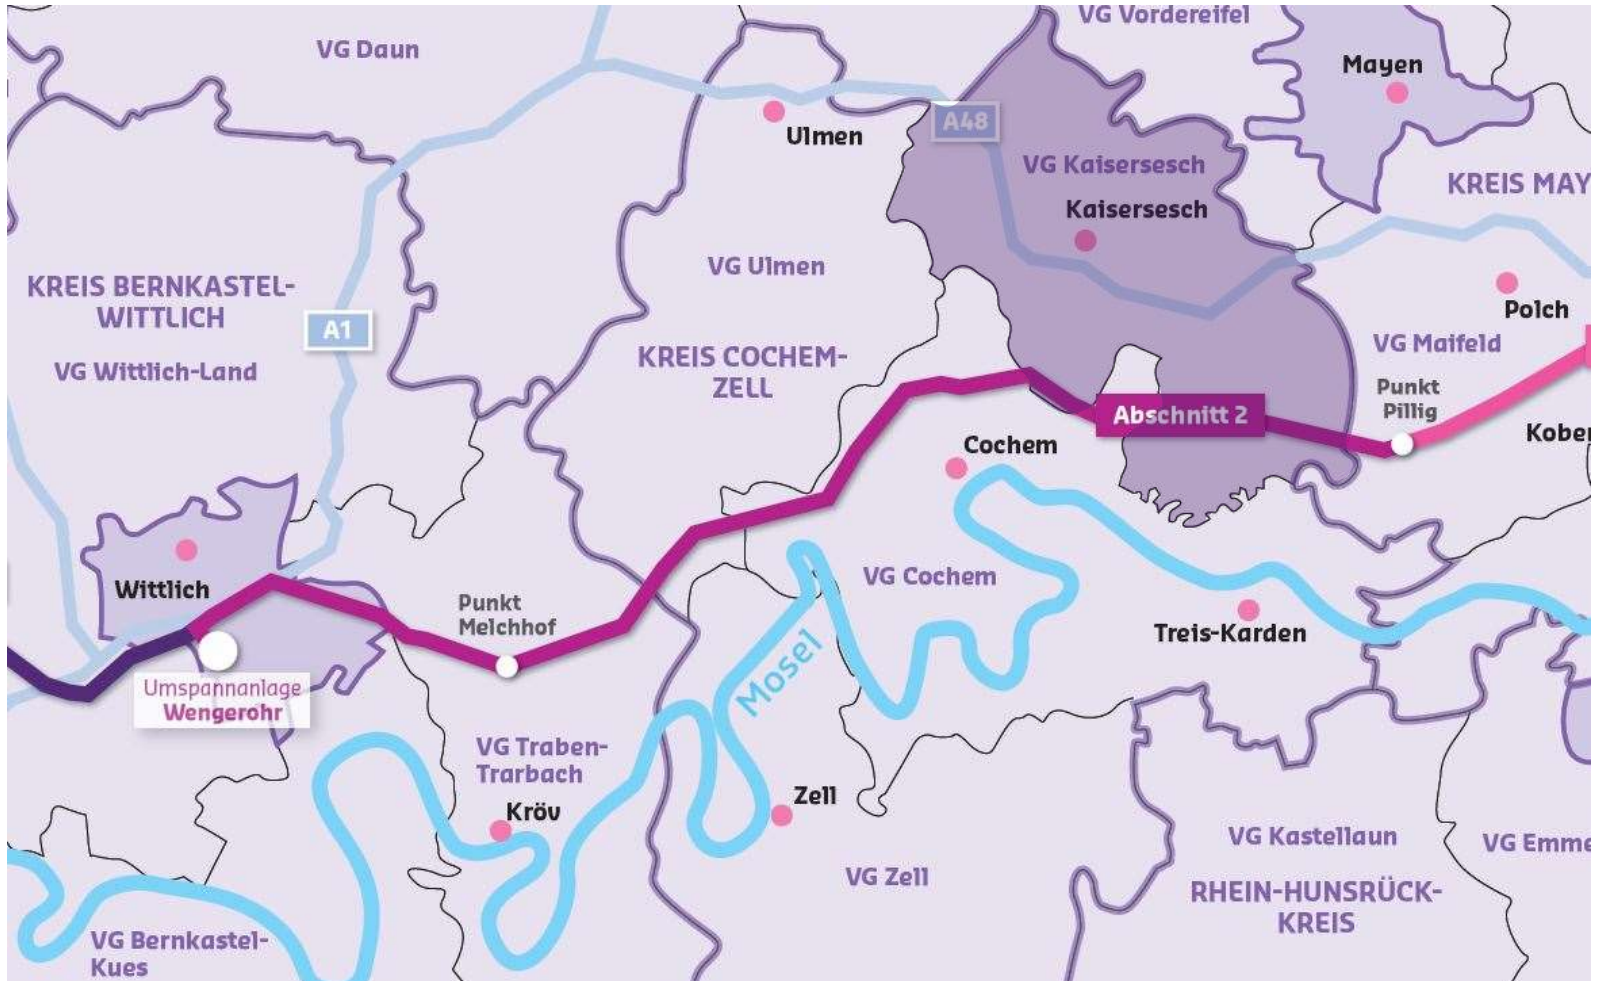 VG Vordereifel
VG Daun
Mayen
Ulmen
A48
VG Kaisersesch
KREIS MAY
Kaisersesch
VG Ulmen
KREIS BERNKASTEL-
WITTLICH
A1
Polch
VG Maifeld
KREIS COCHEM-
ZELL
VG Wittlich-Land
Punkt
Pillig
Abschnitt 2
Kober
Cochem
VG Cochem
Wittlich
Punkt
Melchhof
Treis-Karden
Mosel
Umspannanlage
Wengerohr
VG Traben-
Trarbach
Kröv
Zell
VG Kastellaun
VG Emme
VG Zell
RHEIN-HUNSRÜCK-
KREIS
VG Bernkastel-
Kues